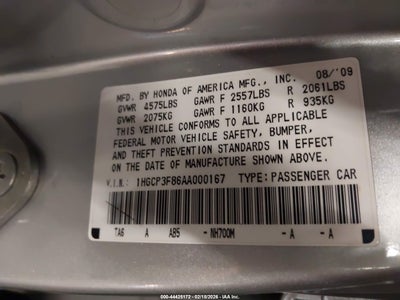 MFD. BY HONDA OF AMERICA MFG., INC. 08/'09
GVWR 4575LBS GAWR F 2557LBS R 2061LBS
GVWR 2075KG GAWR F 1160KG R 935KG
THIS VEHICLE CONFORMS TO ALL APPLICABLE
FEDERAL MOTOR VEHICLE SAFETY, BUMPER,
AND THEFT PREVENTION STANDARDS IN EFFECT
ON THE DATE OF MANUFACTURE SHOWN ABOVE.
V.I.N.: 1HGCP3F86AA000167 TYPE: PASSENGER CAR
TA6 A A85 - NH700M - A - A
000-44425172 - 02/18/2026 - IAA Inc.